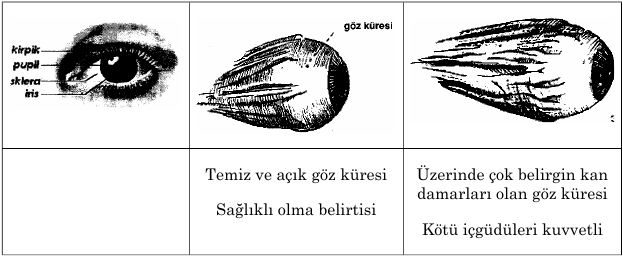 kirpik
pupil
sklera
iris
göz küresi
Temiz ve açık göz küresi
Sağlıklı olma belirtisi
Üzerinde çok belirgin kan
damarları olan göz küresi
Kötü içgüdüleri kuvvetli